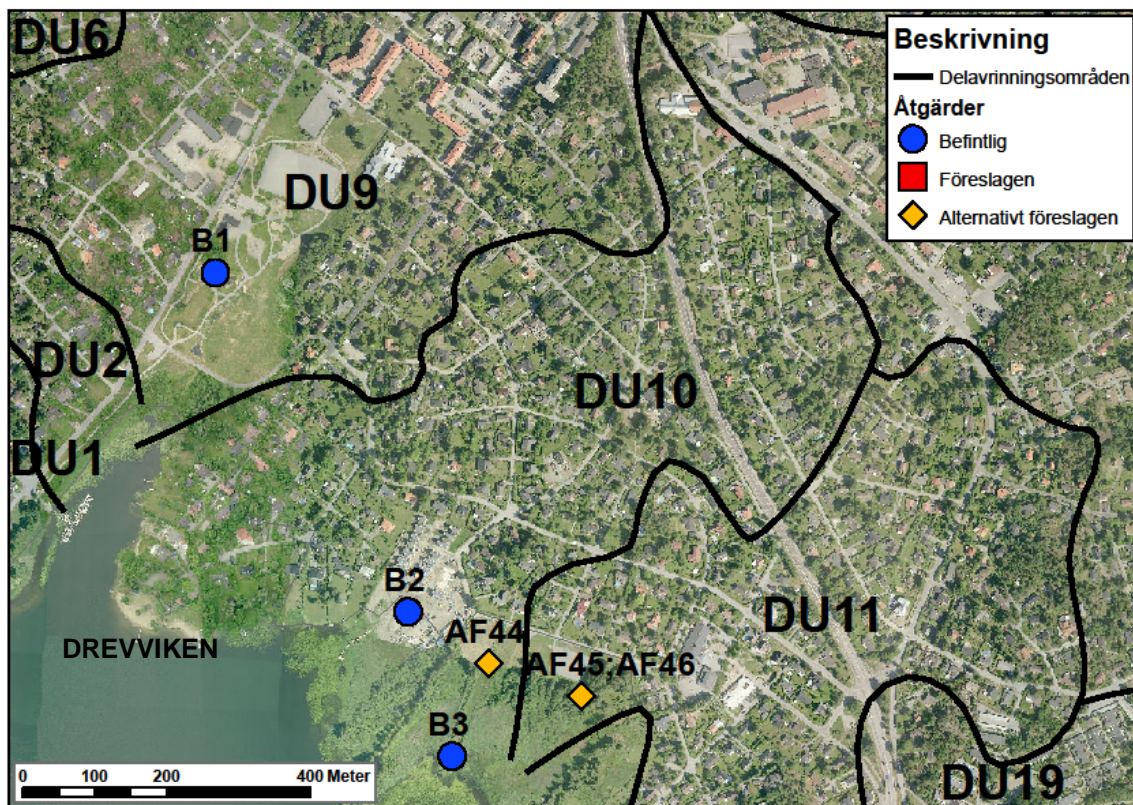 DU6
Beskrivning
Delavrinningsområden
Åtgärder
Befintlig
Föreslagen
Alternativt föreslagen
DU9
B1
DU2
DU10
DU1
B2
DU11
AF44
DREVVIKEN
AF45;AF46
B3
0 100 200 400 Meter
DU19